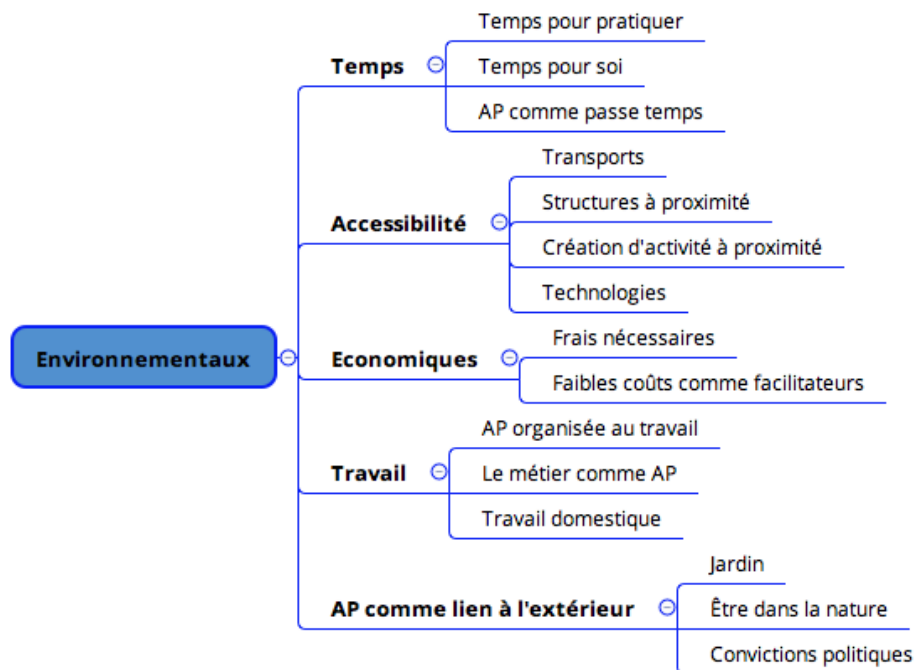 Environnementaux
Temps
Temps pour pratiquer
Temps pour soi
AP comme passe temps
Accessibilité
Transports
Structures à proximité
Création d'activité à proximité
Technologies
Economiques
Frais nécessaires
Faibles coûts comme facilitateurs
Travail
AP organisée au travail
Le métier comme AP
Travail domestique
AP comme lien à l'extérieur
Jardin
Être dans la nature
Convictions politiques